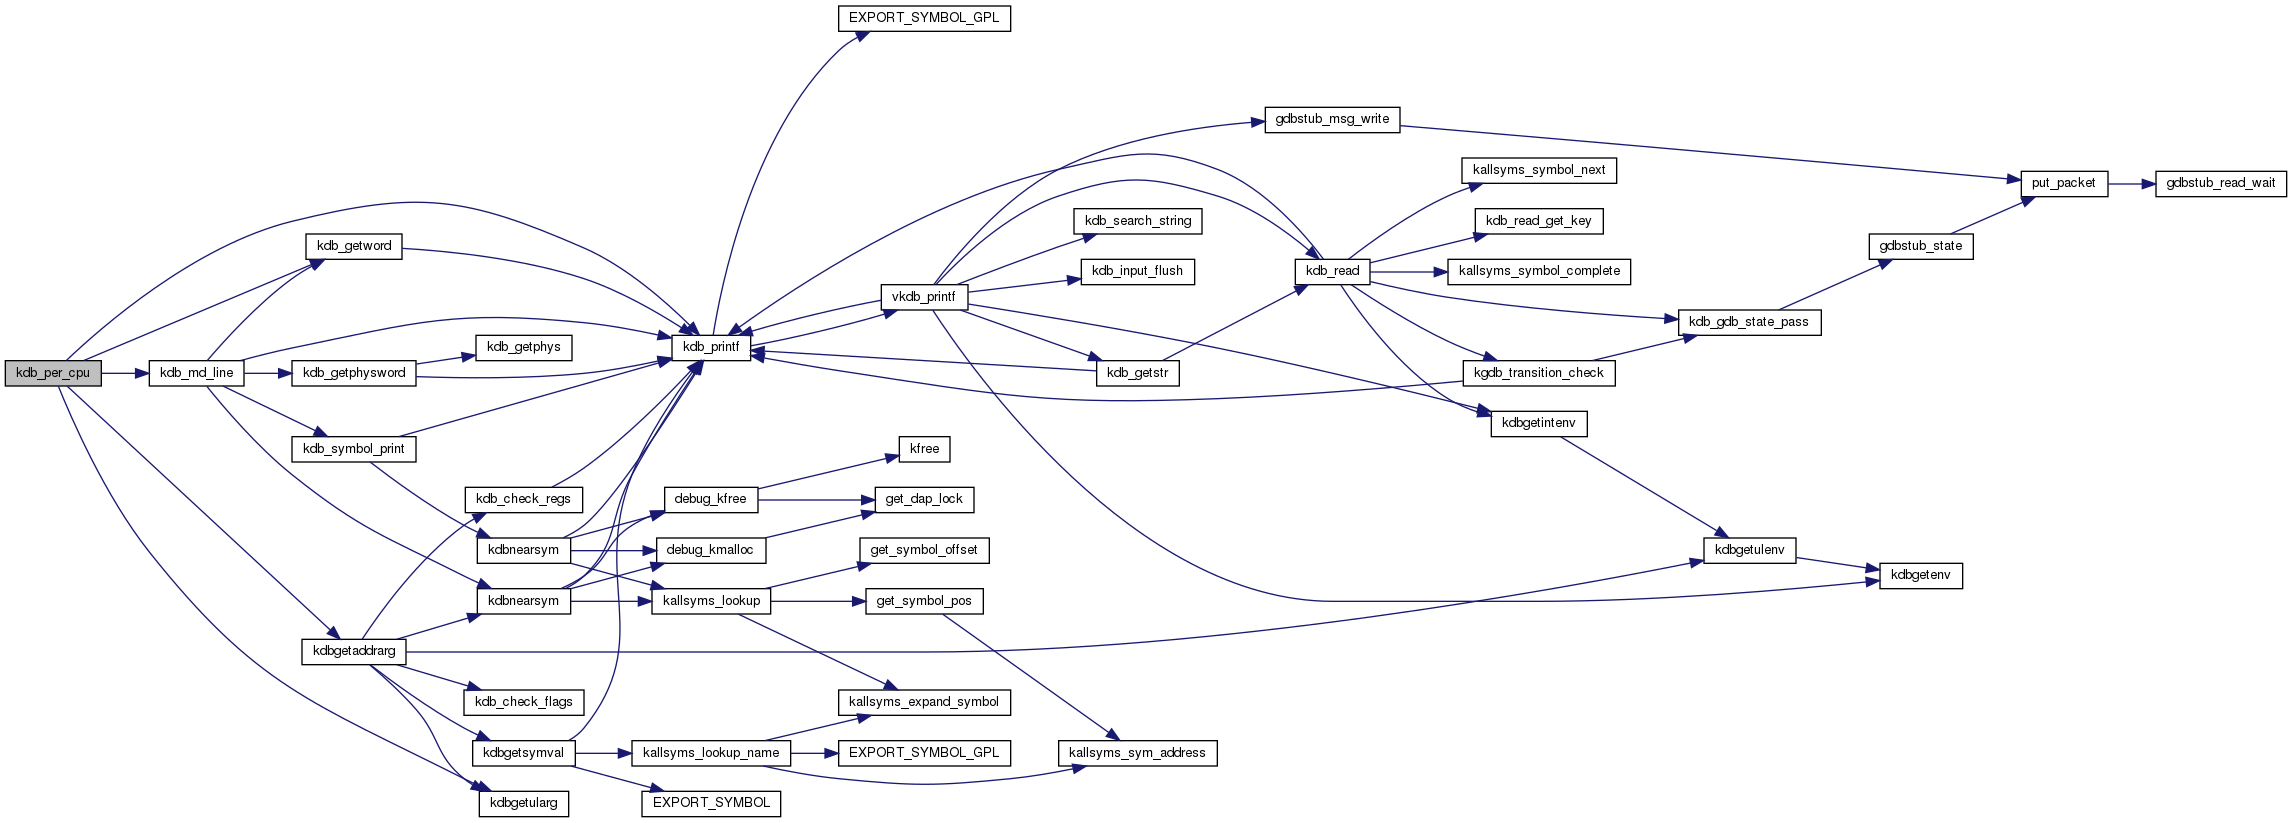 EXPORT_SYMBOL_GPL
gdbstub_msg_write
kallsyms_symbol_next
put_packet
gdbstub_read_wait
kdb_search_string
kdb_read_get_key
kdb_getword
gdbstub_state
kdb_input_flush
kdb_read
kallsyms_symbol_complete
vkdb_printf
kdb_gdb_state_pass
kdb_getphys
kdb_printf
kdb_per_cpu
kdb_md_line
kdb_getphysword
kdb_getstr
kgdb_transition_check
kdbgetintenv
kdb_symbol_print
kfree
kdb_check_regs
debug_kfree
get_dap_lock
kdbnearsym
debug_kmalloc
get_symbol_offset
kdbgetulenv
kdbgetenv
kdbnearsym
kallsyms_lookup
get_symbol_pos
kdbgetaddrarg
kdb_check_flags
kallsyms_expand_symbol
kdbgetsymval
kallsyms_lookup_name
EXPORT_SYMBOL_GPL
kallsyms_sym_address
kdbgetularg
EXPORT_SYMBOL